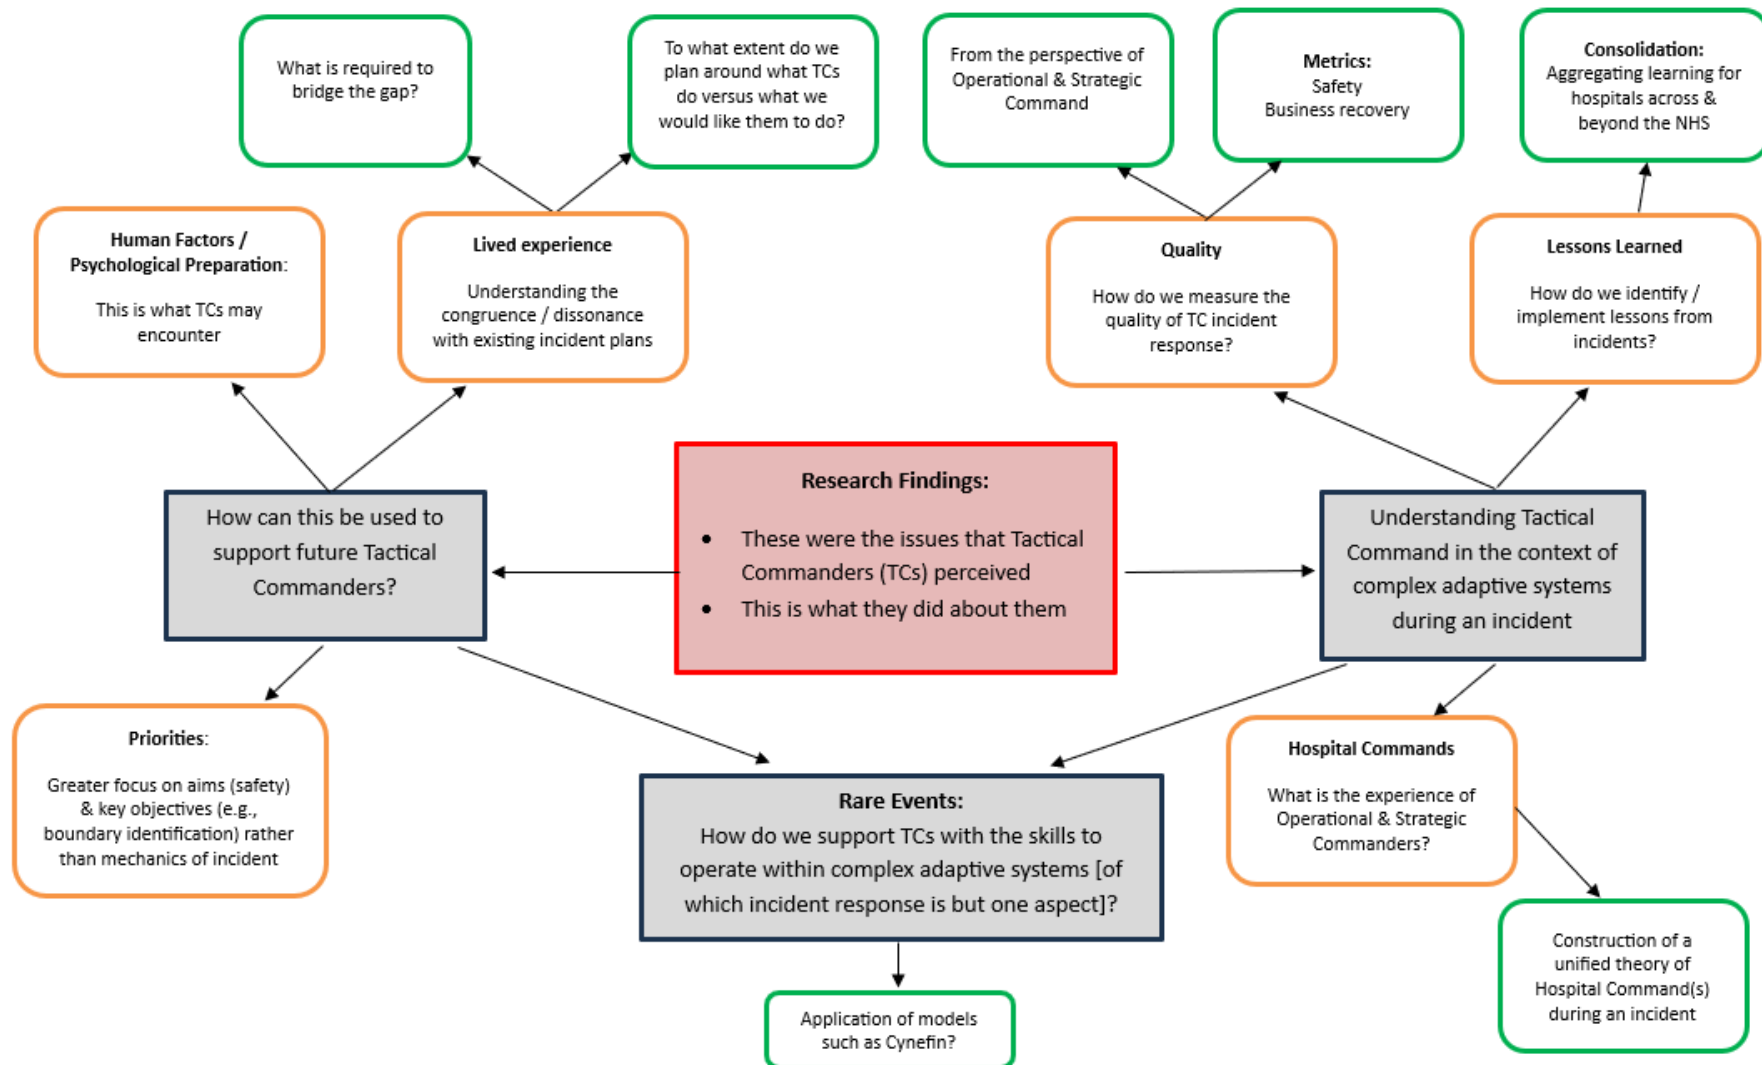 What is required to
bridge the gap?
To what extent do we
plan around what TCs
do versus what we
would like them to do?
From the perspective of
Operational & Strategic
Command
Metrics:
Safety
Business recovery
Consolidation:
Aggregating learning for
hospitals across &
beyond the NHS
Human Factors /
Psychological Preparation:
This is what TCs may
encounter
Lived experience
Understanding the
congruence / dissonance
with existing incident plans
Quality
How do we measure the
quality of TC incident
response?
Lessons Learned
How do we identify /
implement lessons from
incidents?
How can this be used to
support future Tactical
Commanders?
Research Findings:
• These were the issues that Tactical
Commanders (TCs) perceived
• This is what they did about them
Understanding Tactical
Command in the context of
complex adaptive systems
during an incident
Priorities:
Greater focus on aims (safety)
& key objectives (e.g.,
boundary identification) rather
than mechanics of incident
Rare Events:
How do we support TCs with the skills to
operate within complex adaptive systems [of
which incident response is but one aspect]?
Hospital Commands
What is the experience of
Operational & Strategic
Commanders?
Construction of a
unified theory of
Hospital Command(s)
during an incident
Application of models
such as Cynefin?